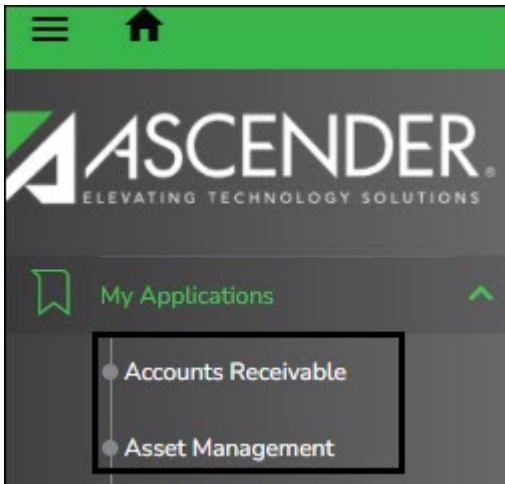 ASCENDER®
ELEVATING TECHNOLOGY SOLUTIONS
My Applications
Accounts Receivable
Asset Management